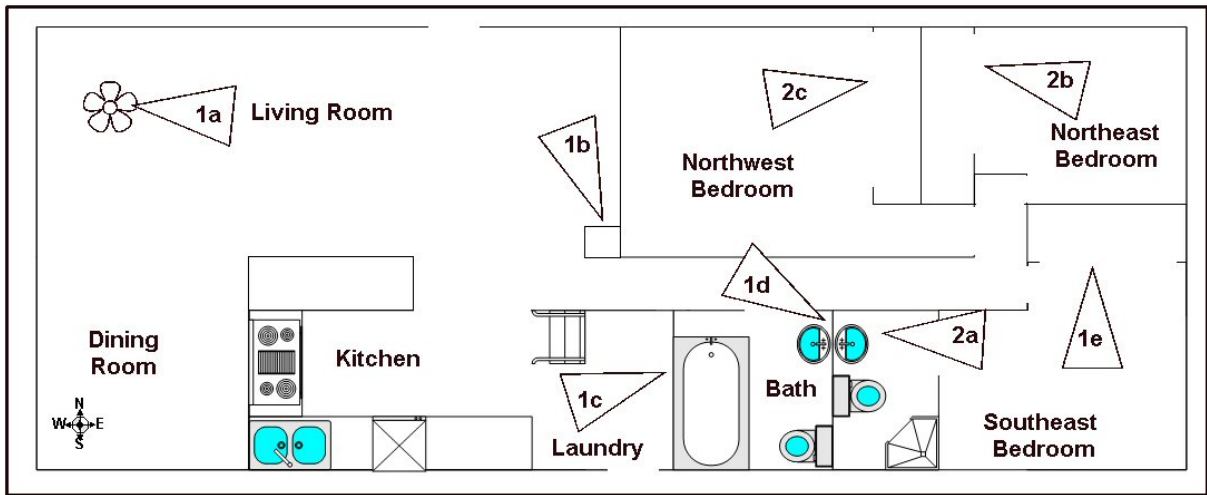 2c
2b
1a
Living Room
1b
Northeast
Bedroom
Northwest
Bedroom
1d
Dining
Room
Kitchen
2a
1e
1c
Bath
N
W E
S
Laundry
Southeast
Bedroom